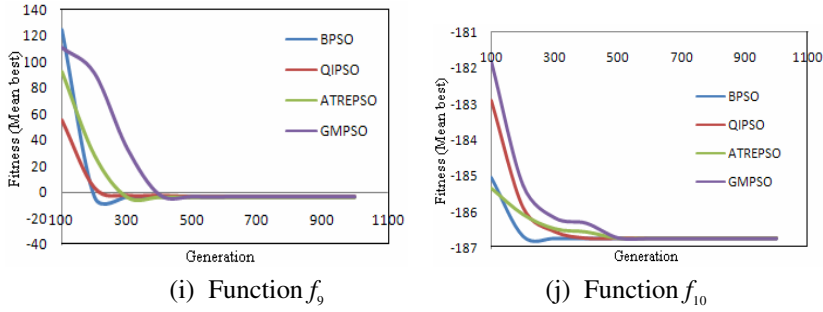 140
120
100
80
60
40
20
0
-20
-40
Fitness (Mean best)
BPSO
QIPSO
ATREPSO
GMPSO
100 300 500 700 900 1100
Generation
(i) Function f9
-181
-182
-183
-184
-185
-186
-187
Fitness (Mean best)
100 300 500 700 900 1100
BPSO
QIPSO
ATREPSO
GMPSO
Generation
(j) Function f10